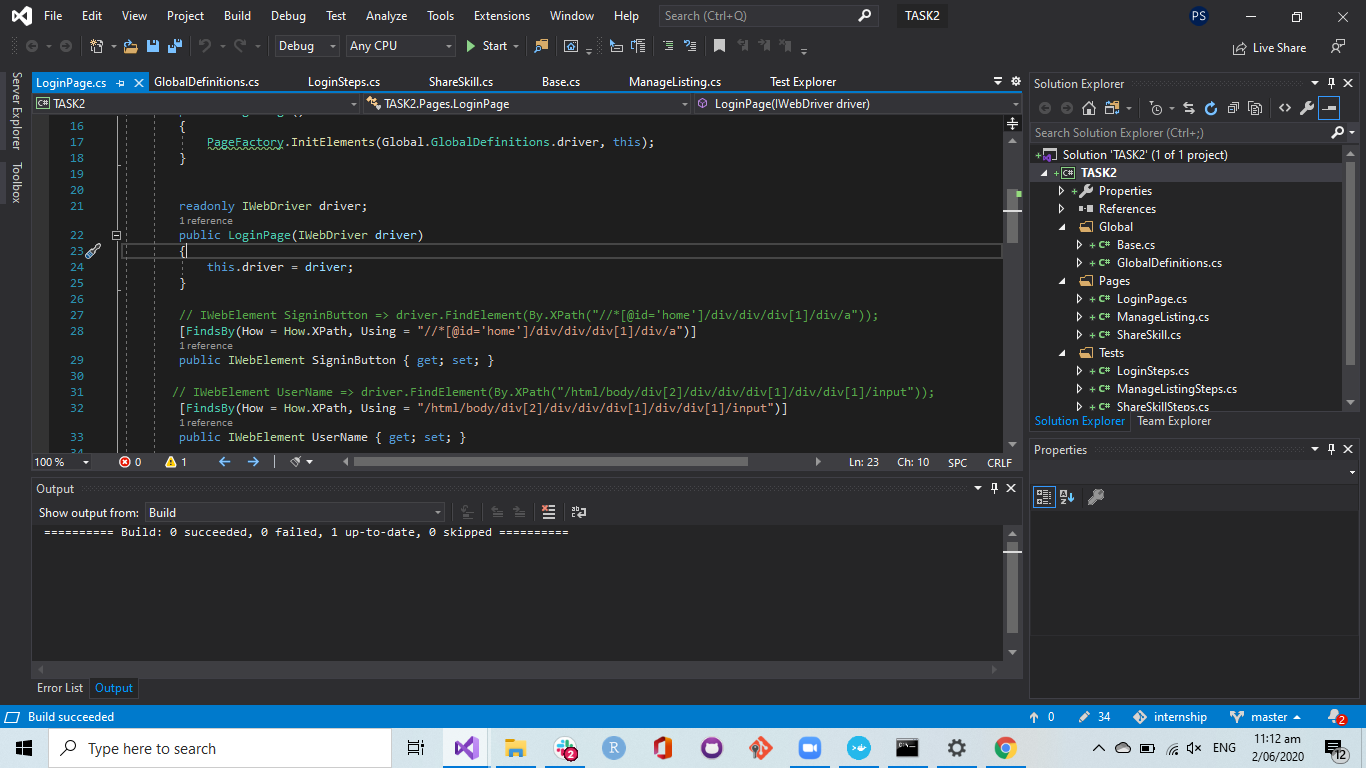 File Edit View Project Build Debug Test Analyze Tools Extensions Window Help Search (Ctrl+Q) TASK2 PS
Debug Any CPU Start Live Share
Server Explorer
Toolbox
LoginPage.cs GlobalDefinitions.cs LoginSteps.cs ShareSkill.cs Base.cs ManageListing.cs Test Explorer
TASK2 TASK2.Pages.LoginPage LoginPage(IWebDriver driver)
16 {
17 PageFactory.InitElements(Global.GlobalDefinitions.driver, this);
18 }
19
20
21 readonly IWebDriver driver;
1 reference
22 public LoginPage(IWebDriver driver)
23 {
24 this.driver = driver;
25 }
26
27 // IWebElement SigninButton => driver.FindElement(By.XPath("//*[@id='home']/div/div/div[1]/div/a"));
28 [FindsBy(How = How.XPath, Using = "//*[@id='home']/div/div/div[1]/div/a")]
1 reference
29 public IWebElement SigninButton { get; set; }
30
31 // IWebElement UserName => driver.FindElement(By.XPath("/html/body/div[2]/div/div/div[1]/div/div[1]/input"));
32 [FindsBy(How = How.XPath, Using = "/html/body/div[2]/div/div/div[1]/div/div[1]/input")]
1 reference
33 public IWebElement UserName { get; set; }
34
100 % 0 1 Ln: 23 Ch: 10 SPC CRLF
Output
Show output from: Build
========== Build: 0 succeeded, 0 failed, 1 up-to-date, 0 skipped ==========
Error List Output
Solution Explorer
Search Solution Explorer (Ctrl+;)
Solution 'TASK2' (1 of 1 project)
TASK2
Properties
References
Global
Base.cs
GlobalDefinitions.cs
Pages
LoginPage.cs
ManageListing.cs
ShareSkill.cs
Tests
LoginSteps.cs
ManageListingSteps.cs
ShareSkillSteps.cs
Solution Explorer Team Explorer
Properties
Build succeeded 0 34 internship master 2
Type here to search 2 R ENG 11:12 am
2/06/2020 12